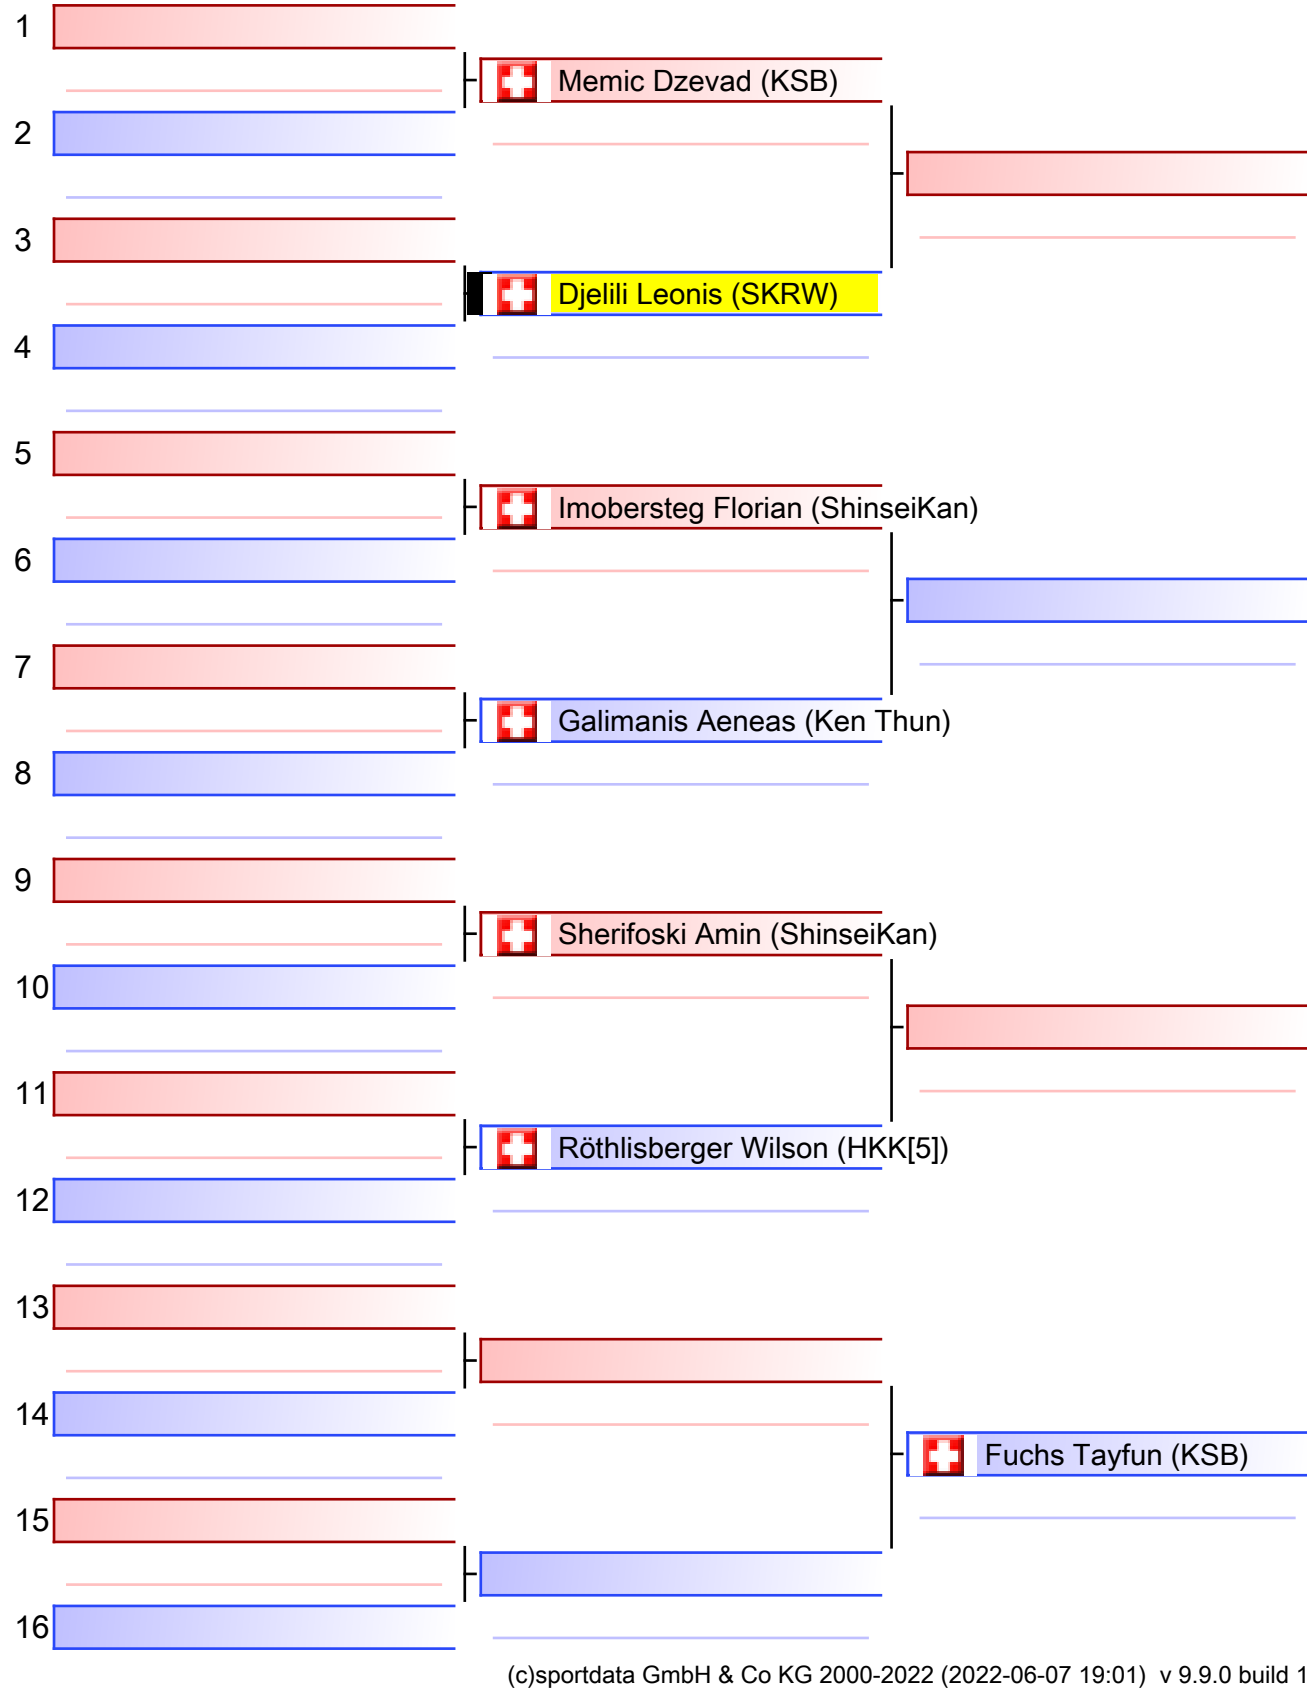 1
Memic Dzevad (KSB)
2
3
Djelili Leonis (SKRW)
4
5
Imobersteg Florian (ShinseiKan)
6
7
Galimanis Aeneas (Ken Thun)
8
9
Sherifoski Amin (ShinseiKan)
10
11
Röthlisberger Wilson (HKK[5])
12
13
14
Fuchs Tayfun (KSB)
15
16
(c)sportdata GmbH & Co KG 2000-2022 (2022-06-07 19:01) v 9.9.0 build 1